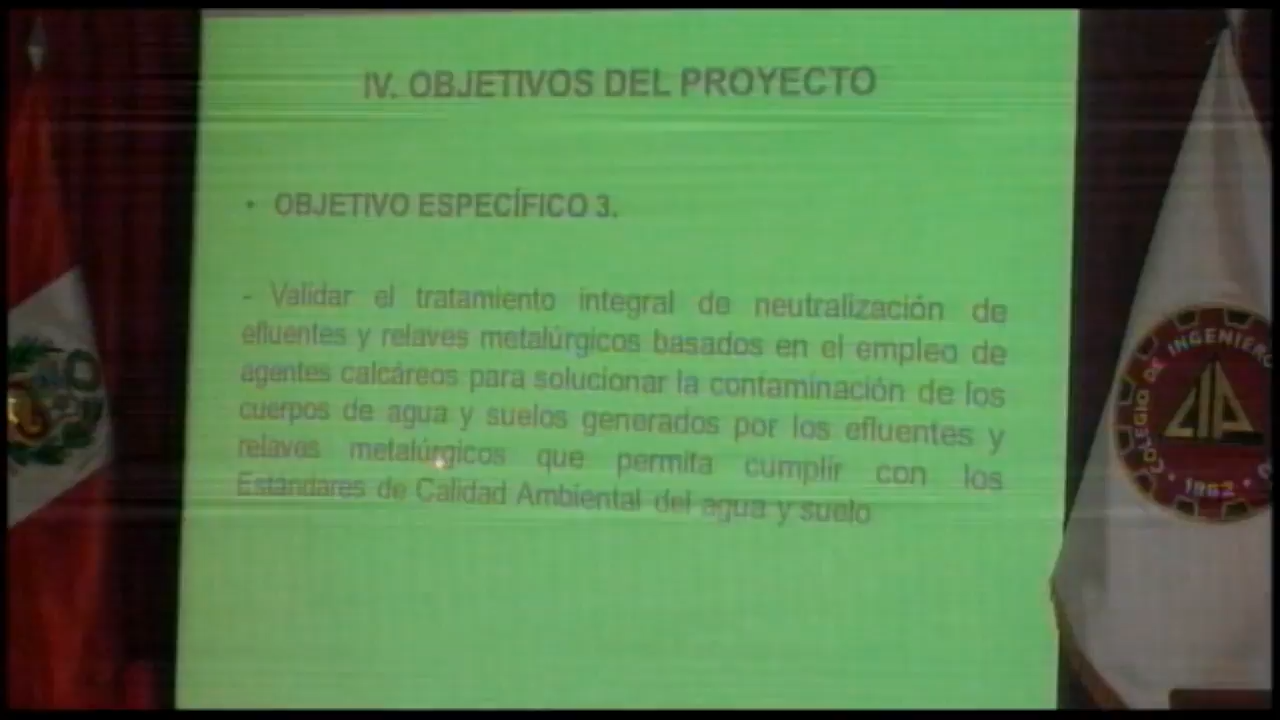 IV. OBJETIVOS DEL PROYECTO
• OBJETIVO ESPECÍFICO 3.
- Validar el tratamiento integral de neutralización de
efluentes y relaves metalúrgicos basados en el empleo de
agentes calcáreos para solucionar la contaminación de los
cuerpos de agua y suelos generados por los efluentes y
relaves metalúrgicos que permita cumplir con los
Estándares de Calidad Ambiental del agua y suelo
COLEGIO DE INGENIERO
CIP
1962